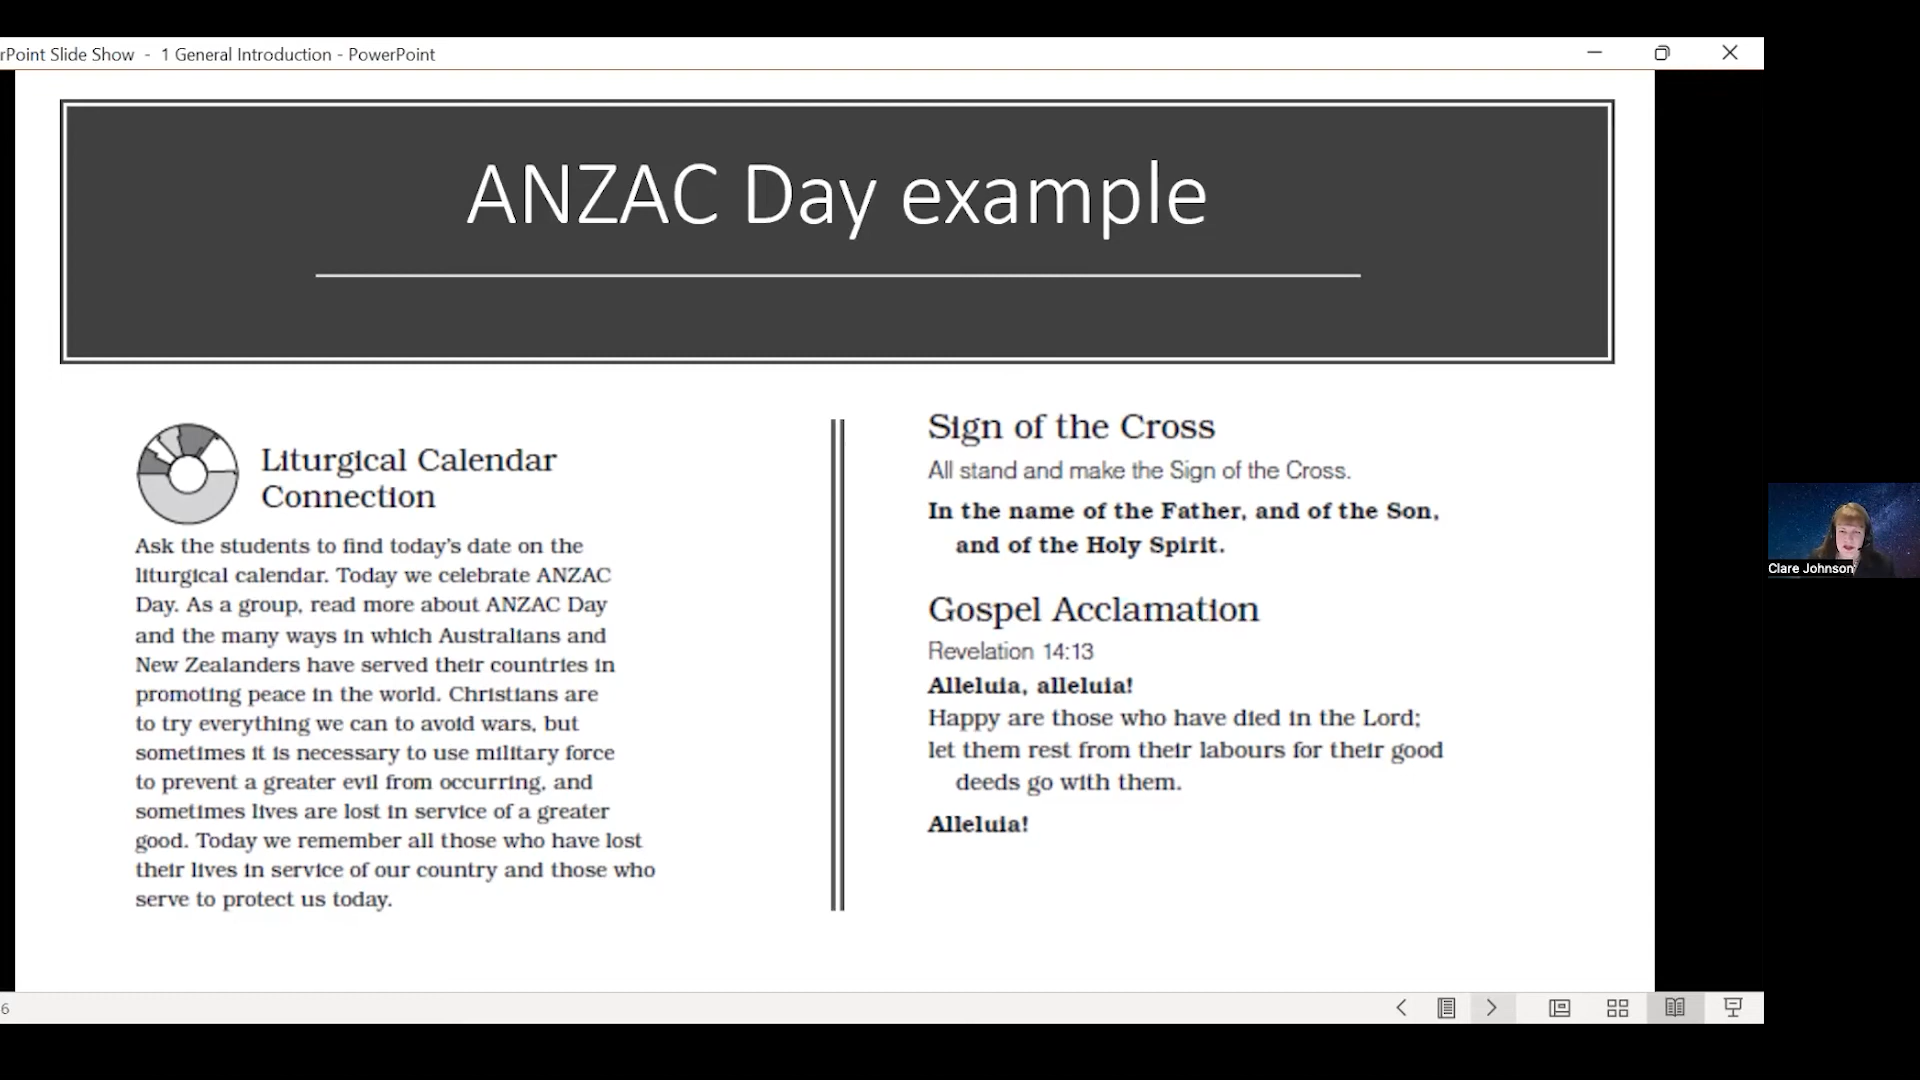 rPoint Slide Show - 1 General Introduction - PowerPoint
ANZAC Day example
Liturgical Calendar
Connection
Ask the students to find today's date on the
liturgical calendar. Today we celebrate ANZAC
Day. As a group, read more about ANZAC Day
and the many ways in which Australians and
New Zealanders have served their countries in
promoting peace in the world. Christians are
to try everything we can to avoid wars, but
sometimes it is necessary to use military force
to prevent a greater evil from occurring, and
sometimes lives are lost in service of a greater
good. Today we remember all those who have lost
their lives in service of our country and those who
serve to protect us today.
Sign of the Cross
All stand and make the Sign of the Cross.
In the name of the Father, and of the Son,
and of the Holy Spirit.
Gospel Acclamation
Revelation 14:13
Alleluia, alleluia!
Happy are those who have died in the Lord;
let them rest from their labours for their good
deeds go with them.
Alleluia!
Clare Johnson
6